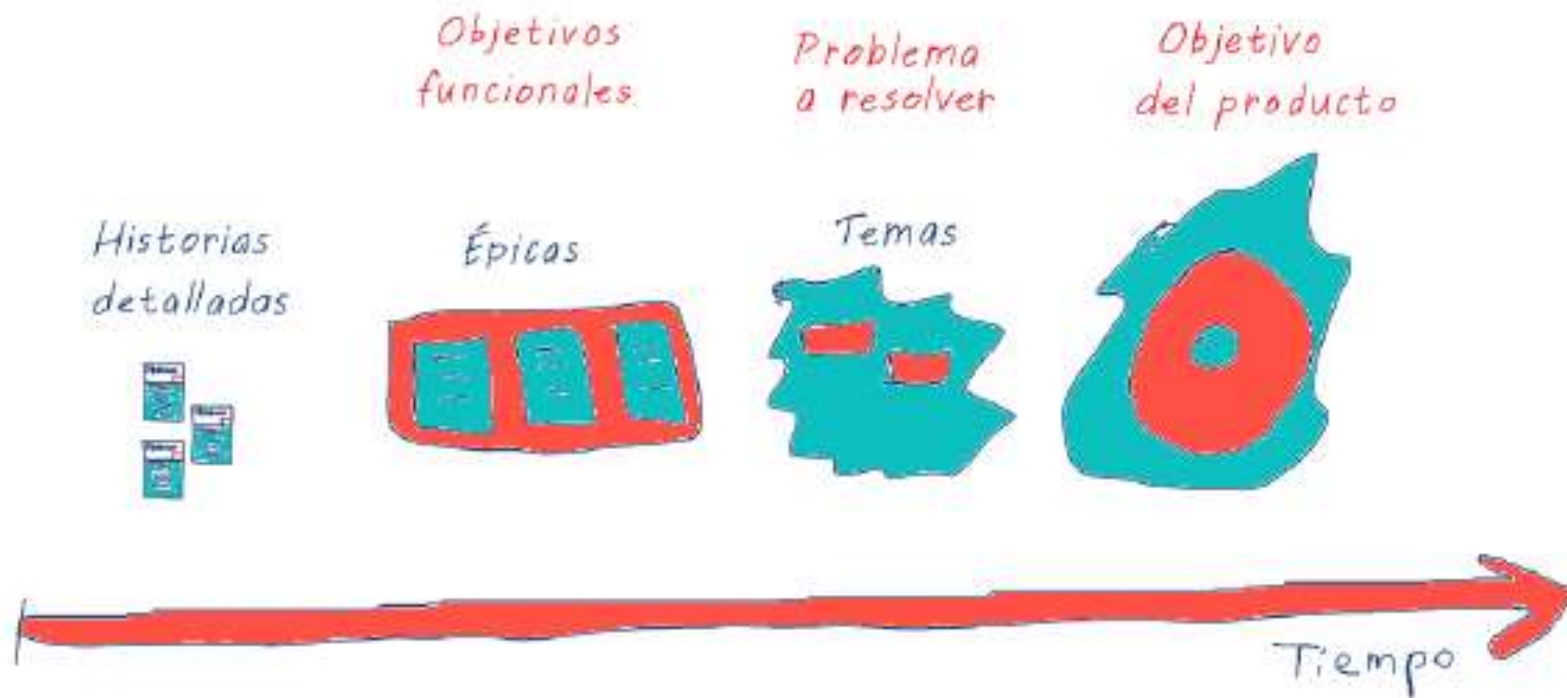 Objetivos
funcionales
Problema
a resolver
Objetivo
del producto
Historias
detalladas
Épicas
Temas
Tiempo